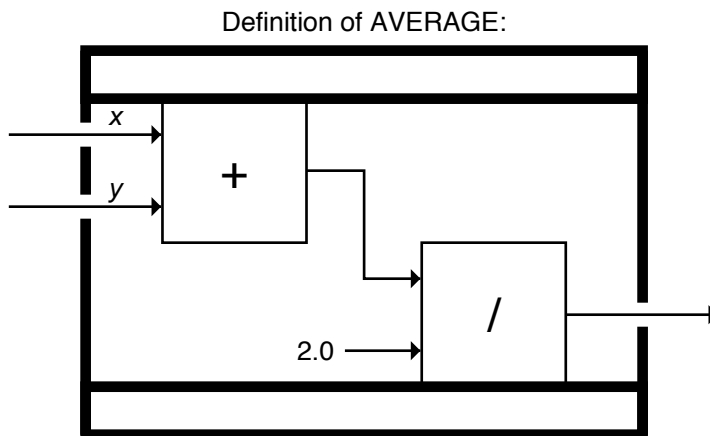 Definition of AVERAGE:
x
+
y
/
2.0